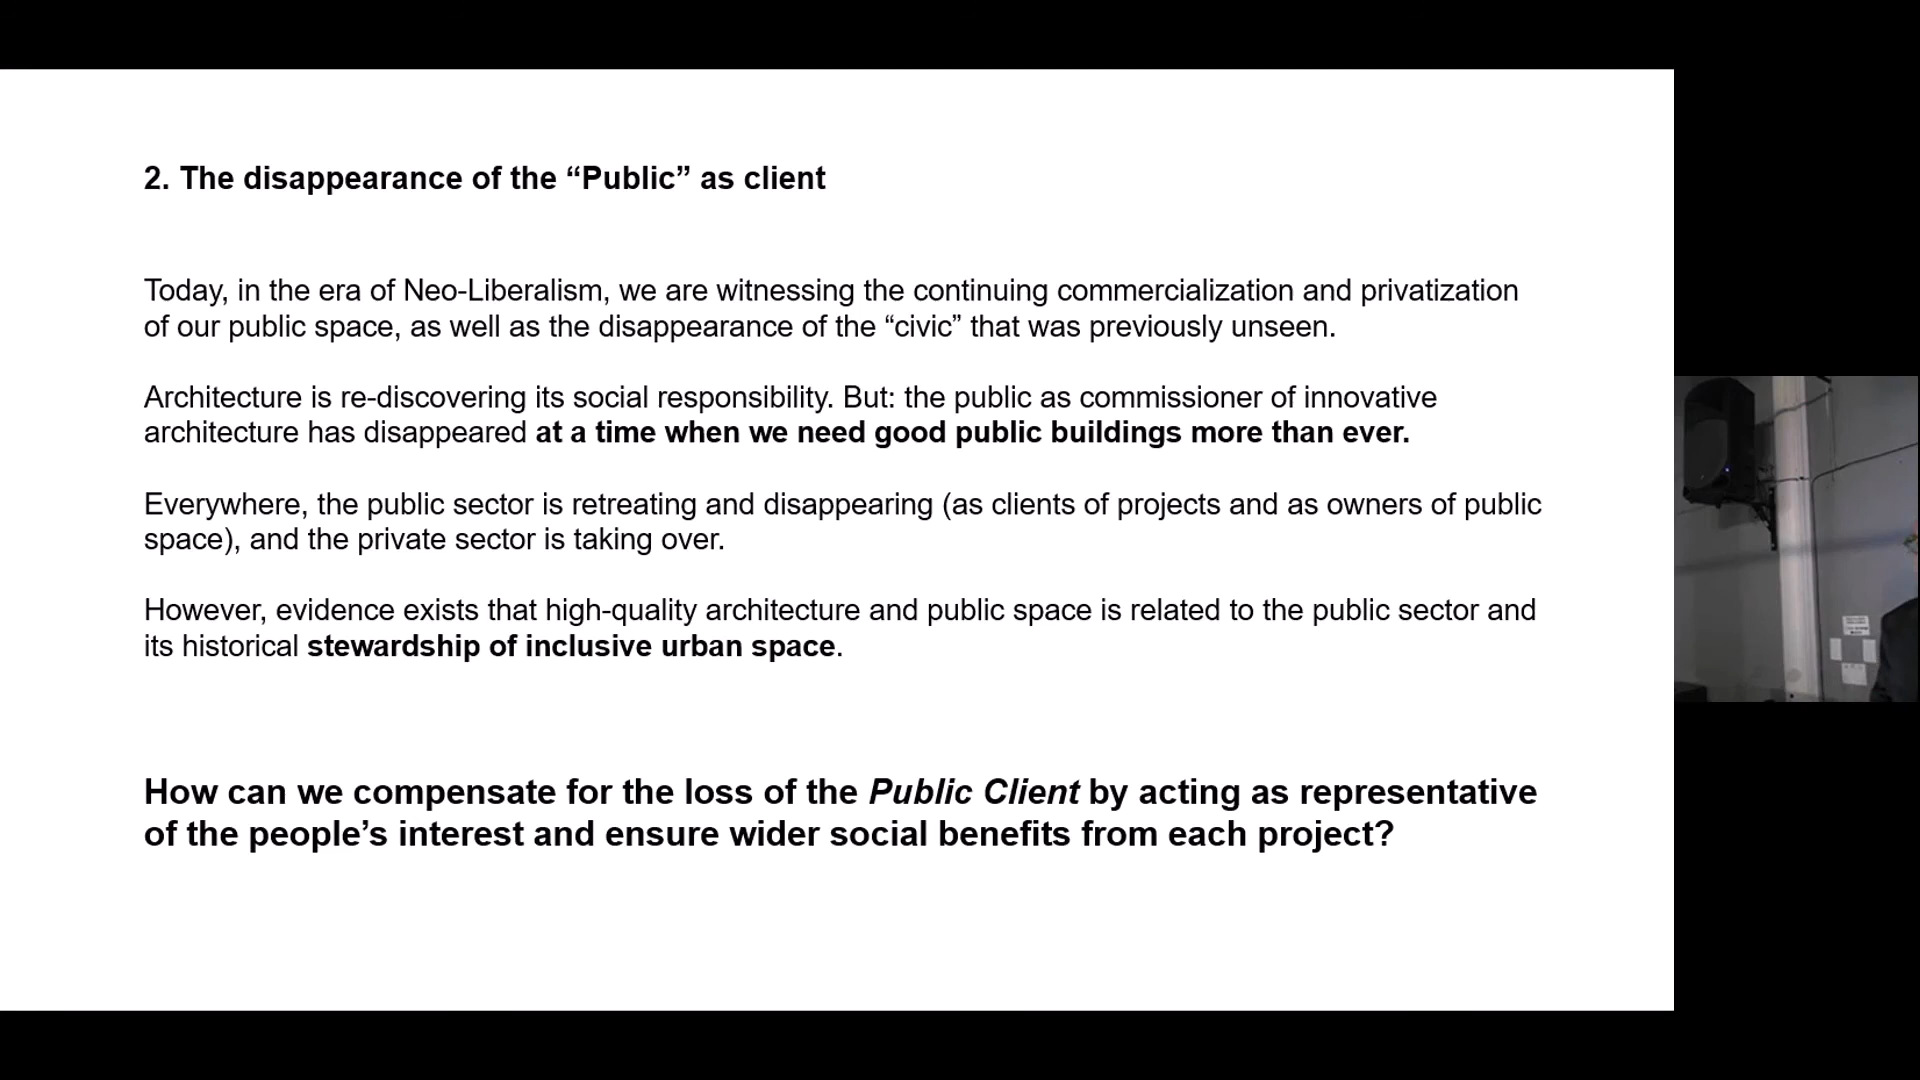 2. The disappearance of the “Public” as client
Today, in the era of Neo-Liberalism, we are witnessing the continuing commercialization and privatization
of our public space, as well as the disappearance of the “civic” that was previously unseen.
Architecture is re-discovering its social responsibility. But: the public as commissioner of innovative
architecture has disappeared at a time when we need good public buildings more than ever.
Everywhere, the public sector is retreating and disappearing (as clients of projects and as owners of public
space), and the private sector is taking over.
However, evidence exists that high-quality architecture and public space is related to the public sector and
its historical stewardship of inclusive urban space.
How can we compensate for the loss of the Public Client by acting as representative
of the people’s interest and ensure wider social benefits from each project?